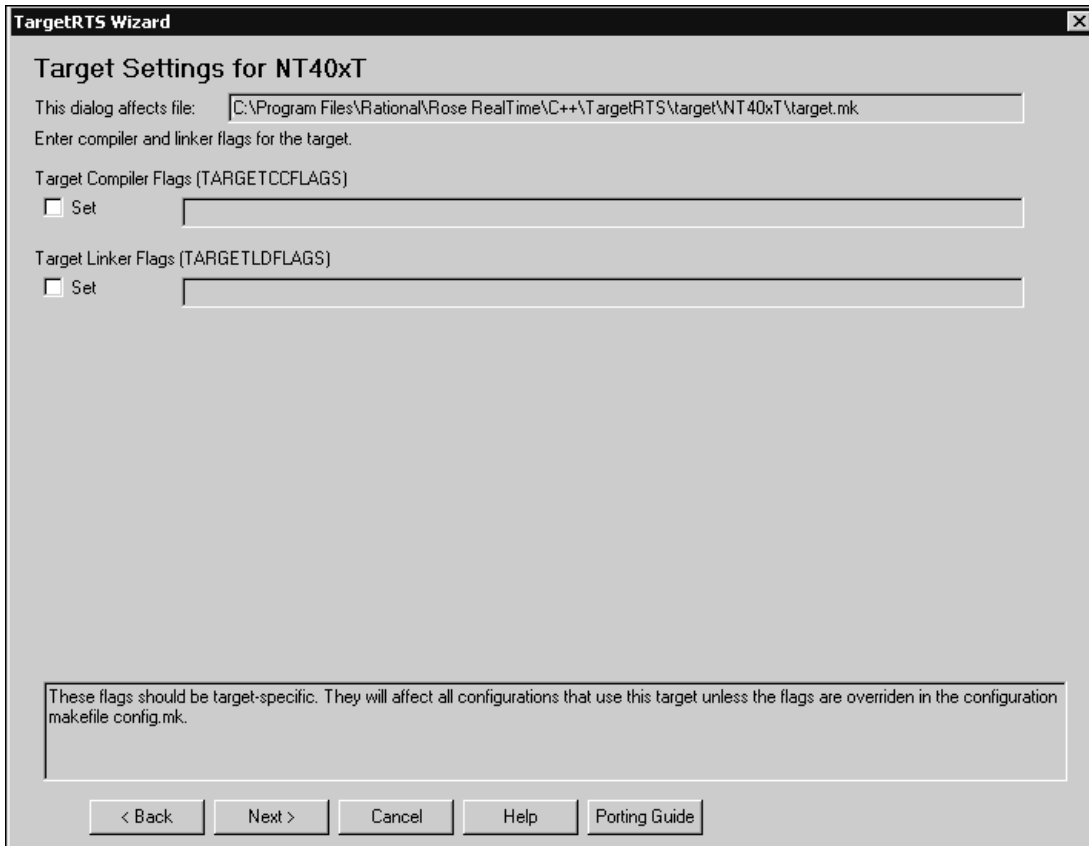 TargetRTS Wizard
Target Settings for NT40xT
This dialog affects file: C:\Program Files\Rational\Rose RealTime\C++\TargetRTS\target\NT40xT\target.mk
Enter compiler and linker flags for the target.
Target Compiler Flags (TARGETCCFLAGS)
Set
Target Linker Flags (TARGETLDFLAGS)
Set
These flags should be target-specific. They will affect all configurations that use this target unless the flags are overriden in the configuration
makefile config.mk.
< Back Next > Cancel Help Porting Guide